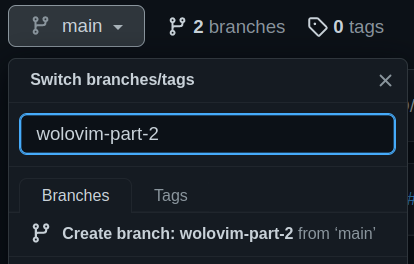 main 2 branches 0 tags
Switch branches/tags
wolovim-part-2
Branches Tags
Create branch: wolovim-part-2 from ‘main’